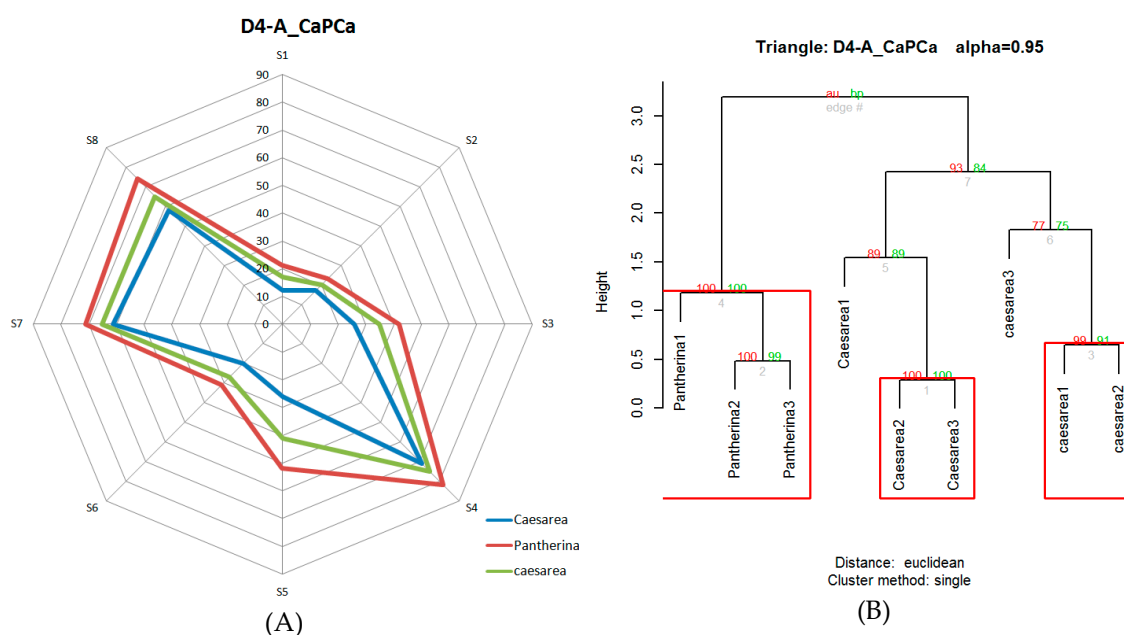 D4-A_CaPCa
S1
90
80
70
60
50
40
30
20
10
0
S2
S3
S4
S5
S6
S7
S8
Caesarea
Pantherina
caesarea
(A)
Triangle: D4-A_CaPCa alpha=0.95
Height
3.0
2.5
2.0
1.5
1.0
0.5
0.0
au bp
edge #
93 84
7
77 75
6
89 89
5
100 100
4
99 91
3
100 99
2
100 100
1
Pantherina1
Pantherina2
Pantherina3
Caesarea1
Caesarea2
Caesarea3
caesarea3
caesarea1
caesarea2
Distance: euclidean
Cluster method: single
(B)